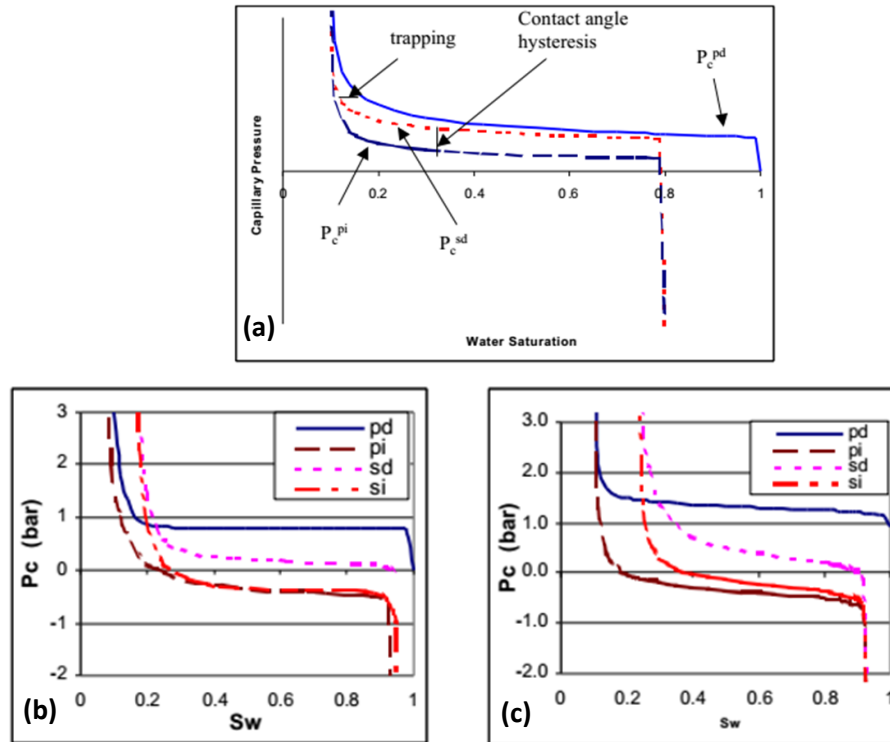 Contact angle
hysteresis
trapping
P_c^pd
Capillary Pressure
0 0.2 0.4 0.6 0.8 1
P_c^pi
P_c^sd
(a)
Water Saturation
3
2
1
0
-1
-2
Pc (bar)
pd
pi
sd
si
0 0.2 0.4 0.6 0.8 1
(b)
Sw
3.0
2.0
1.0
0.0
-1.0
-2.0
Pc (bar)
pd
pi
sd
si
0 0.2 0.4 0.6 0.8 1
(c)
Sw